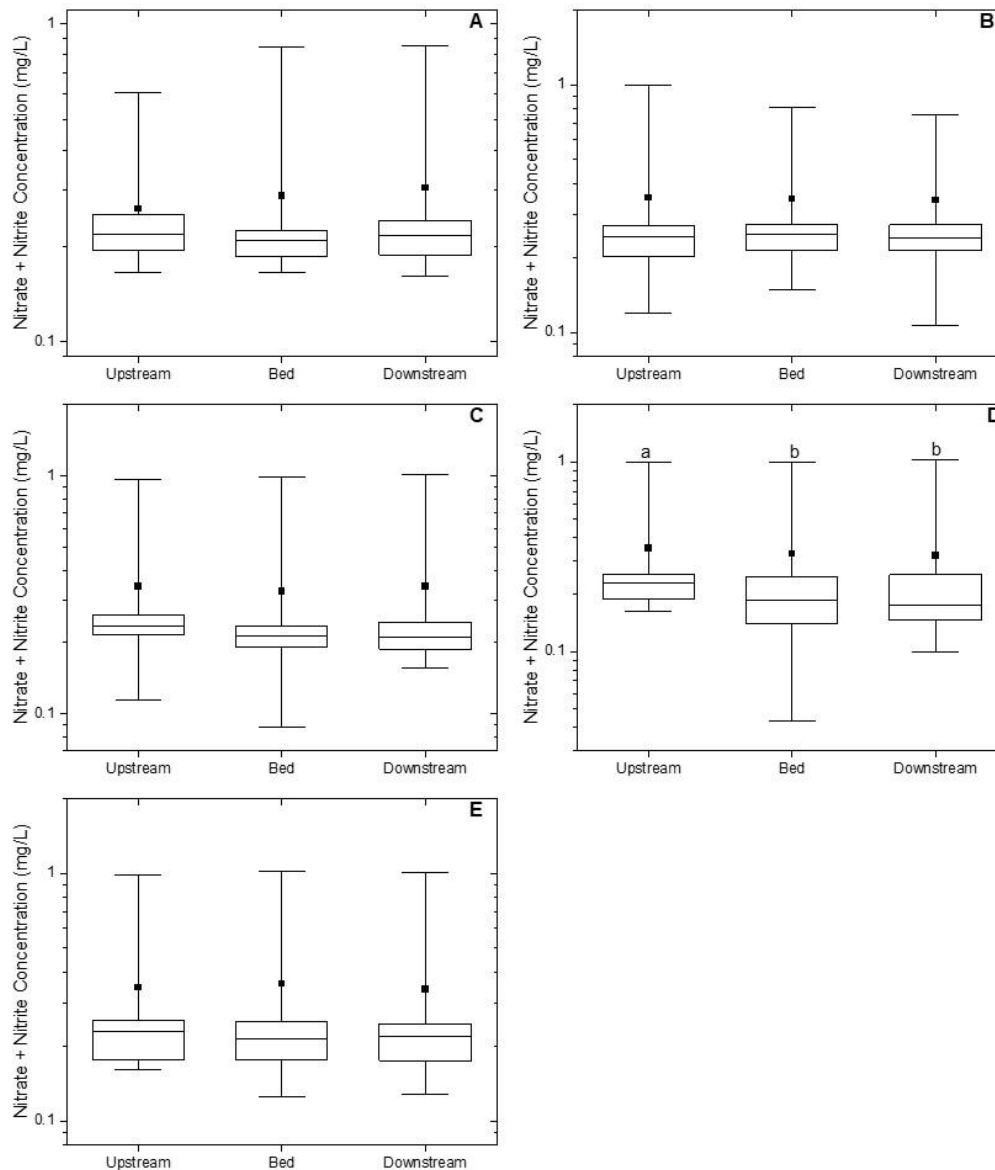 A
Nitrate + Nitrite Concentration (mg/L)
1
0.1
Upstream Bed Downstream
B
Nitrate + Nitrite Concentration (mg/L)
1
0.1
Upstream Bed Downstream
C
Nitrate + Nitrite Concentration (mg/L)
1
0.1
Upstream Bed Downstream
D
Nitrate + Nitrite Concentration (mg/L)
a b b
1
0.1
Upstream Bed Downstream
E
Nitrate + Nitrite Concentration (mg/L)
1
0.1
Upstream Bed Downstream